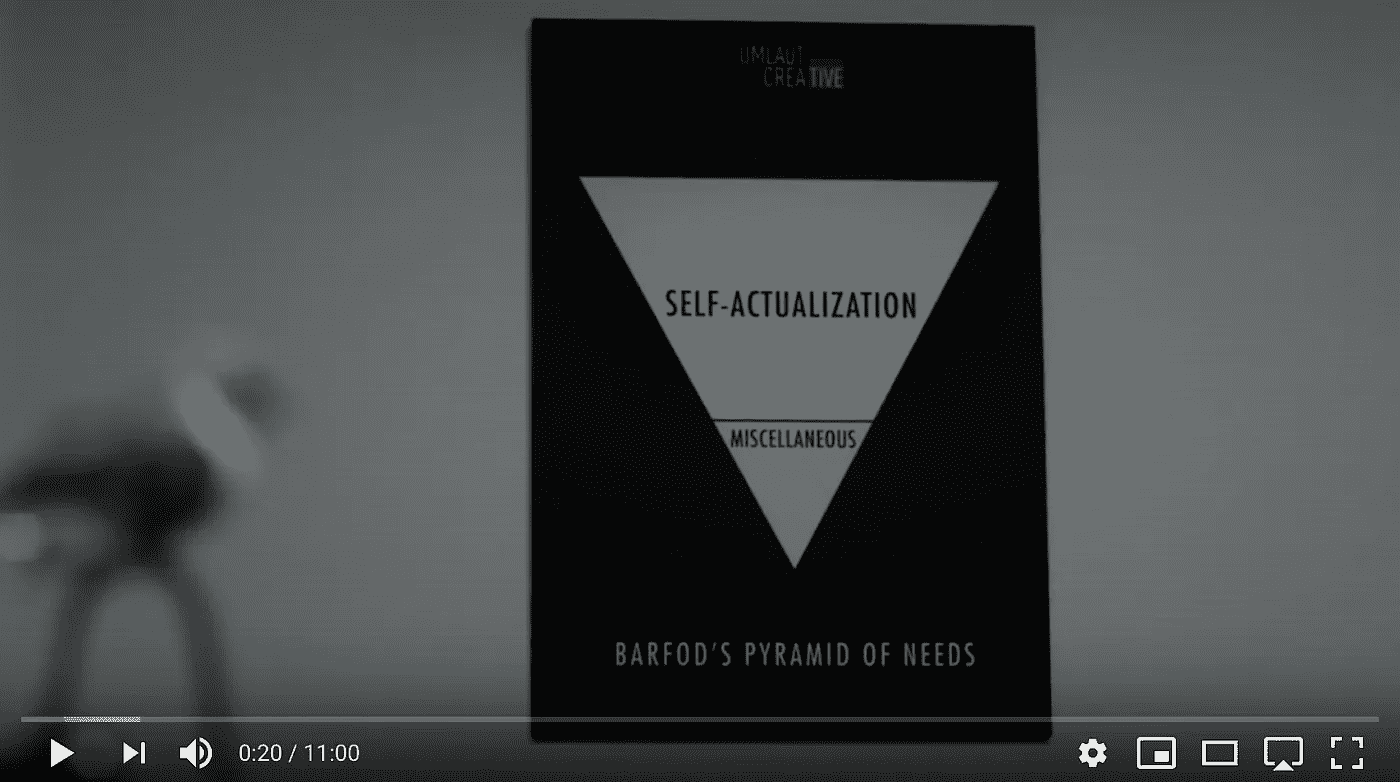 UMLAUT
CREATIVE
SELF-ACTUALIZATION
MISCELLANEOUS
BARFOD'S PYRAMID OF NEEDS
0:20 / 11:00